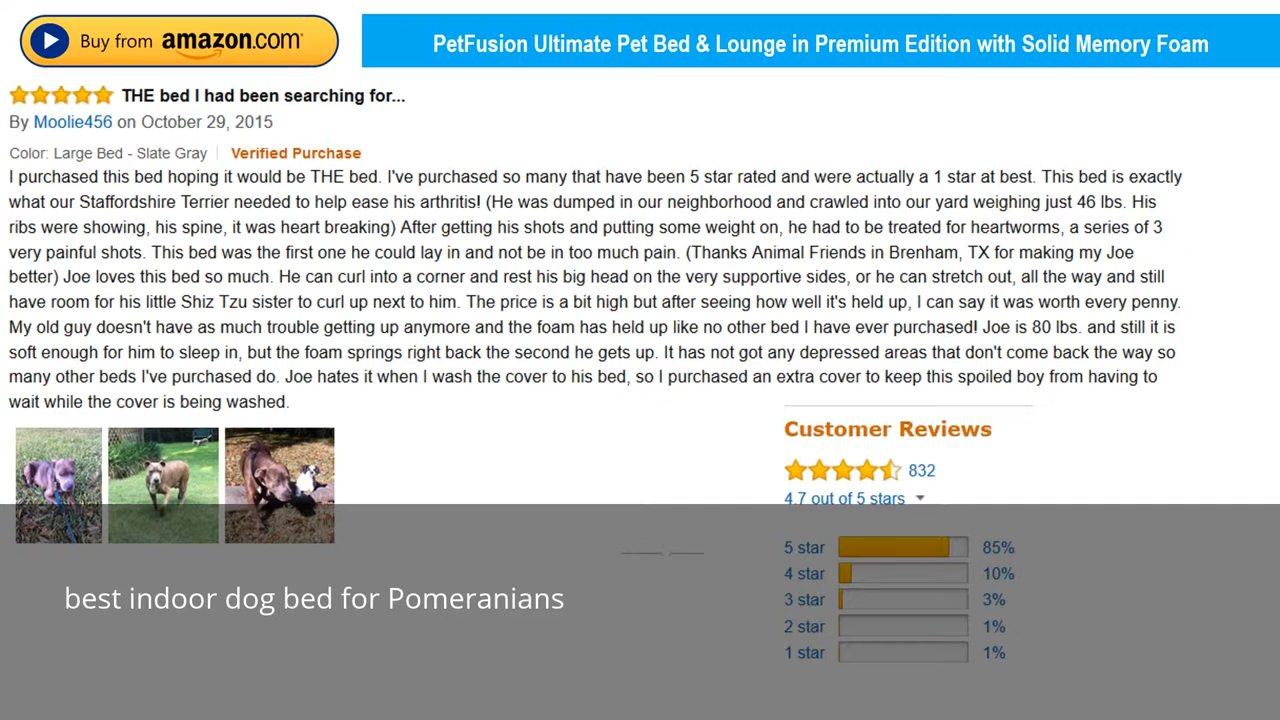 Buy from amazon.com
PetFusion Ultimate Pet Bed & Lounge in Premium Edition with Solid Memory Foam
THE bed I had been searching for...
By Moolie456 on October 29, 2015
Color: Large Bed - Slate Gray Verified Purchase
I purchased this bed hoping it would be THE bed. I've purchased so many that have been 5 star rated and were actually a 1 star at best. This bed is exactly
what our Staffordshire Terrier needed to help ease his arthritis! (He was dumped in our neighborhood and crawled into our yard weighing just 46 lbs. His
ribs were showing, his spine, it was heart breaking) After getting his shots and putting some weight on, he had to be treated for heartworms, a series of 3
very painful shots. This bed was the first one he could lay in and not be in too much pain. (Thanks Animal Friends in Brenham, TX for making my Joe
better) Joe loves this bed so much. He can curl into a corner and rest his big head on the very supportive sides, or he can stretch out, all the way and still
have room for his little Shiz Tzu sister to curl up next to him. The price is a bit high but after seeing how well it's held up, I can say it was worth every penny.
My old guy doesn't have as much trouble getting up anymore and the foam has held up like no other bed I have ever purchased! Joe is 80 lbs. and still it is
soft enough for him to sleep in, but the foam springs right back the second he gets up. It has not got any depressed areas that don't come back the way so
many other beds I've purchased do. Joe hates it when I wash the cover to his bed, so I purchased an extra cover to keep this spoiled boy from having to
wait while the cover is being washed.
Customer Reviews
832
4.7 out of 5 stars
5 star 85%
4 star 10%
3 star 3%
2 star 1%
1 star 1%
best indoor dog bed for Pomeranians